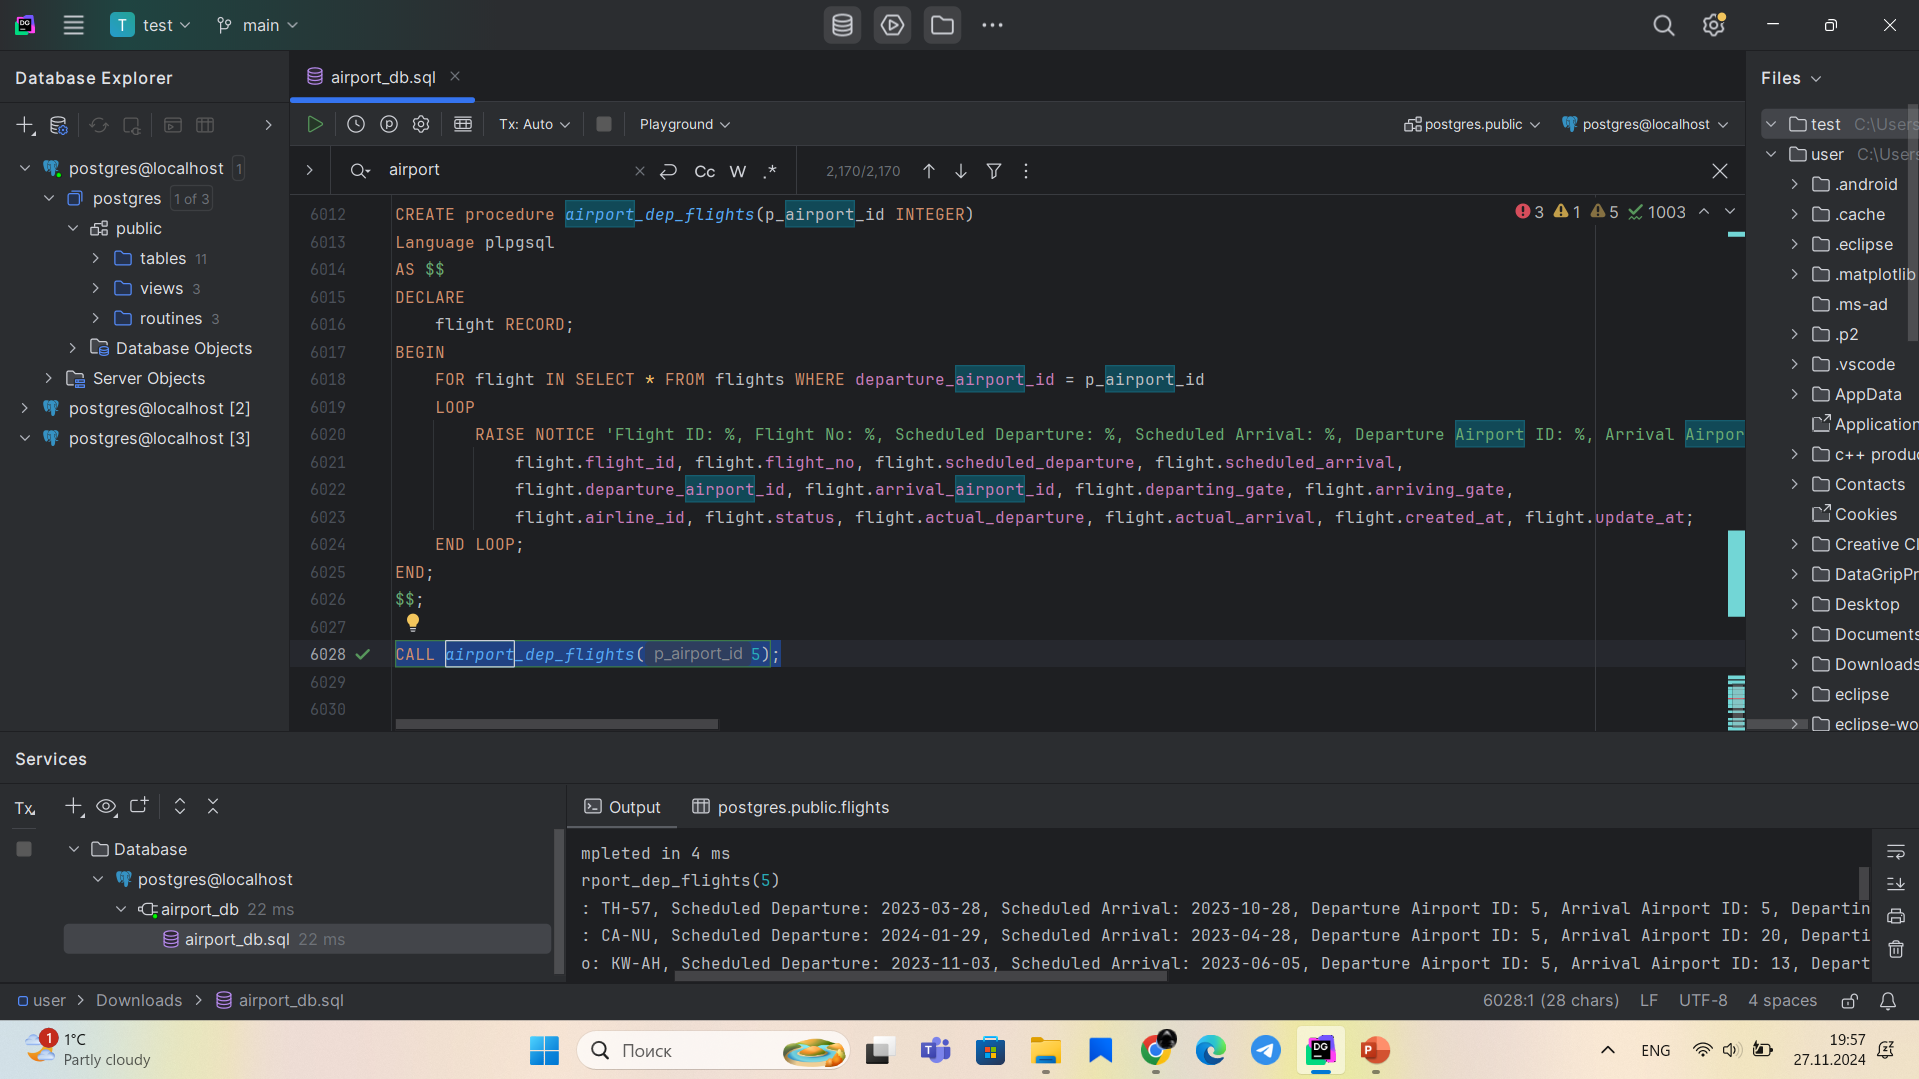 test
main
Database Explorer
airport_db.sql
Files
Tx: Auto
Playground
postgres.public
postgres@localhost
airport
Cc
W
.*
2,170/2,170
postgres@localhost 1
postgres 1 of 3
public
tables 11
views 3
routines 3
Database Objects
Server Objects
postgres@localhost [2]
postgres@localhost [3]
3 1 5 1003
6012 CREATE procedure airport_dep_flights(p_airport_id INTEGER)
6013 Language plpgsql
6014 AS $$
6015 DECLARE
6016 flight RECORD;
6017 BEGIN
6018 FOR flight IN SELECT * FROM flights WHERE departure_airport_id = p_airport_id
6019 LOOP
6020 RAISE NOTICE 'Flight ID: %, Flight No: %, Scheduled Departure: %, Scheduled Arrival: %, Departure Airport ID: %, Arrival Airpor
6021 flight.flight_id, flight.flight_no, flight.scheduled_departure, flight.scheduled_arrival,
6022 flight.departure_airport_id, flight.arrival_airport_id, flight.departing_gate, flight.arriving_gate,
6023 flight.airline_id, flight.status, flight.actual_departure, flight.actual_arrival, flight.created_at, flight.update_at;
6024 END LOOP;
6025 END;
6026 $$;
6027
6028 CALL airport_dep_flights( p_airport_id 5);
6029
6030
test C:\Users
user C:\Users
.android
.cache
.eclipse
.matplotlib
.ms-ad
.p2
.vscode
AppData
Application
c++ produ
Contacts
Cookies
Creative Cl
DataGripPr
Desktop
Documents
Downloads
eclipse
eclipse-wo
Services
Tx
Database
postgres@localhost
airport_db 22 ms
airport_db.sql 22 ms
Output
postgres.public.flights
mpleted in 4 ms
rport_dep_flights(5)
: TH-57, Scheduled Departure: 2023-03-28, Scheduled Arrival: 2023-10-28, Departure Airport ID: 5, Arrival Airport ID: 5, Departin
: CA-NU, Scheduled Departure: 2024-01-29, Scheduled Arrival: 2023-04-28, Departure Airport ID: 5, Arrival Airport ID: 20, Departi
o: KW-AH, Scheduled Departure: 2023-11-03, Scheduled Arrival: 2023-06-05, Departure Airport ID: 5, Arrival Airport ID: 13, Depart
user > Downloads > airport_db.sql
6028:1 (28 chars)
LF
UTF-8
4 spaces
1
1°C
Partly cloudy
Поиск
ENG
19:57
27.11.2024